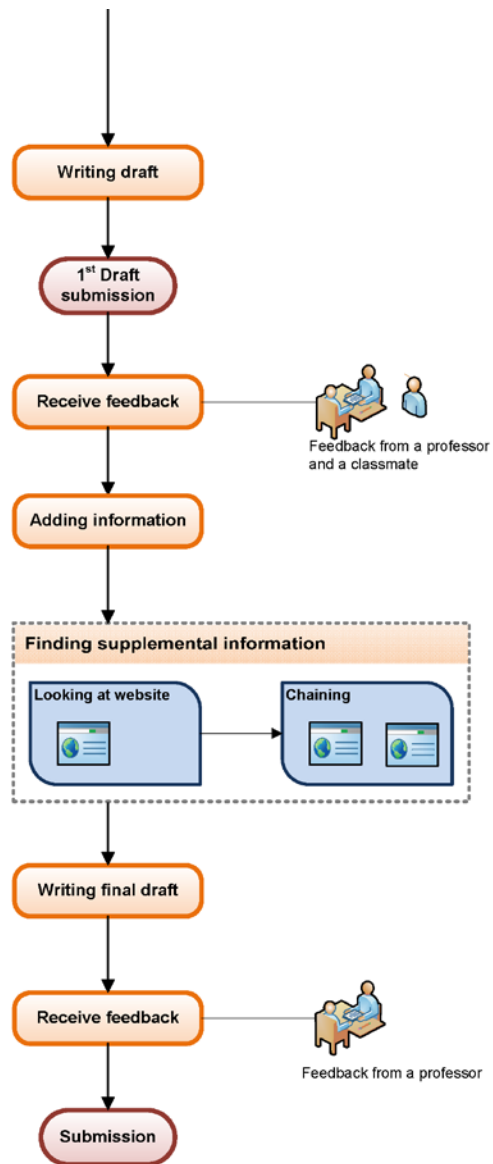 Writing draft
1st Draft
submission
Receive feedback
Feedback from a professor
and a classmate
Adding information
Finding supplemental information
Looking at website
Chaining
Writing final draft
Receive feedback
Feedback from a professor
Submission